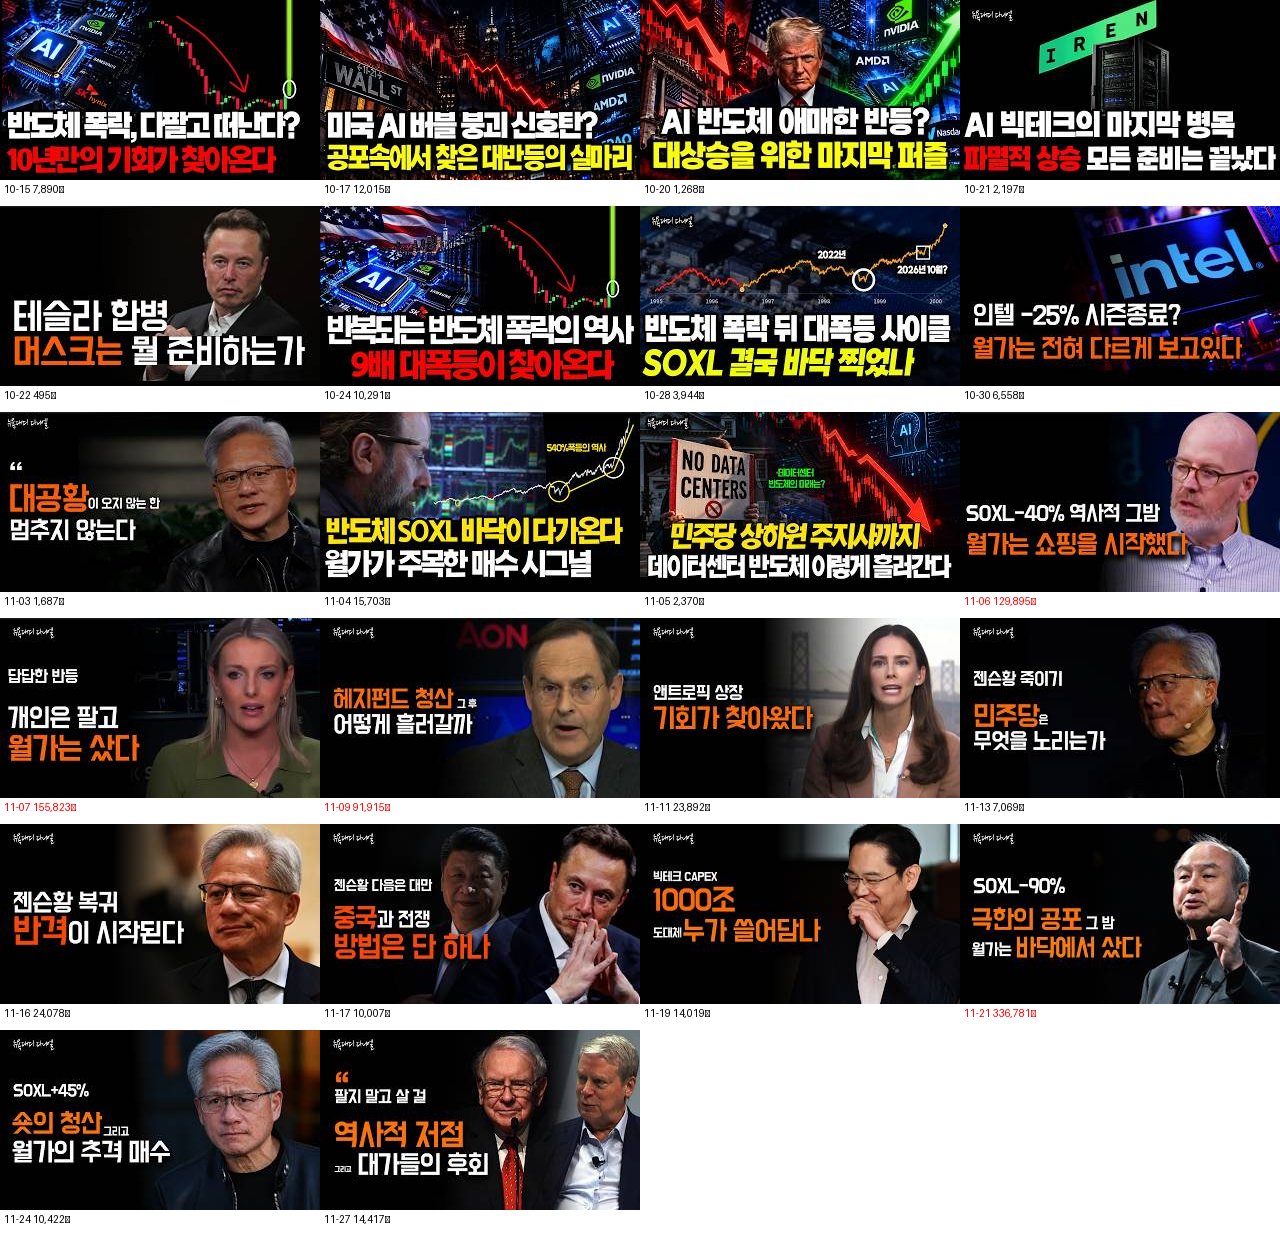 AI
NVIDIA
SAMSUNG
SK hynix
반도체 폭락, 다팔고 떠난다?
10년만의 기회가 찾아온다
10-15 7,890
WALL ST
AI
NVIDIA
AMD
미국 AI 버블 붕괴 신호탄?
공포속에서 찾은 대반등의 실마리
10-17 12,015
NVIDIA
AMD
AI
Nasdaq
AI 반도체 애매한 반등?
대상승을 위한 마지막 퍼즐
10-20 1,268
IREN
AI 빅테크의 마지막 병목
파멸적 상승 모든 준비는 끝났다
10-21 2,197
테슬라 합병
머스크는 뭘 준비하는가
10-22 495
AI
NVIDIA
반복되는 반도체 폭락의 역사
9배 대폭등이 찾아온다
10-24 10,291
2022년
2026년 10월?
1995 1996 1997 1998 1999 2000
반도체 폭락 뒤 대폭등 사이클
SOXL 결국 바닥 찍었나
10-28 3,944
intel
인텔 -25% 시즌종료?
월가는 전혀 다르게 보고있다
10-30 6,558
“
대공황이 오지 않는 한
멈추지 않는다
11-03 1,687
540%폭등의 역사
반도체 SOXL 바닥이 다가온다
월가가 주목한 매수 시그널
11-04 15,703
NO DATA
CENTERS
AI
데이터센터
반도체의 미래는?
민주당 상하원 주지사까지
데이터센터 반도체 이렇게 흘러간다
11-05 2,370
SOXL-40% 역사적 그밤
월가는 쇼핑을 시작했다
11-06 129,895
답답한 반등
개인은 팔고
월가는 샀다
11-07 155,823
AON
헤지펀드 청산 그 후
어떻게 흘러갈까
11-09 91,915
앤트로픽 상장
기회가 찾아왔다
11-11 23,892
젠슨황 죽이기
민주당은
무엇을 노리는가
11-13 7,069
젠슨황 복귀
반격이 시작된다
11-16 24,078
젠슨황 다음은 대만
중국과 전쟁
방법은 단 하나
11-17 10,007
빅테크 CAPEX
1000조
도대체 누가 쓸어담나
11-19 14,019
SOXL-90%
극한의 공포 그 밤
월가는 바닥에서 샀다
11-21 336,781
SOXL+45%
숏의 청산 그리고
월가의 추격 매수
11-24 10,422
“
팔지 말고 살 걸
역사적 저점
그리고 대가들의 후회
11-27 14,417